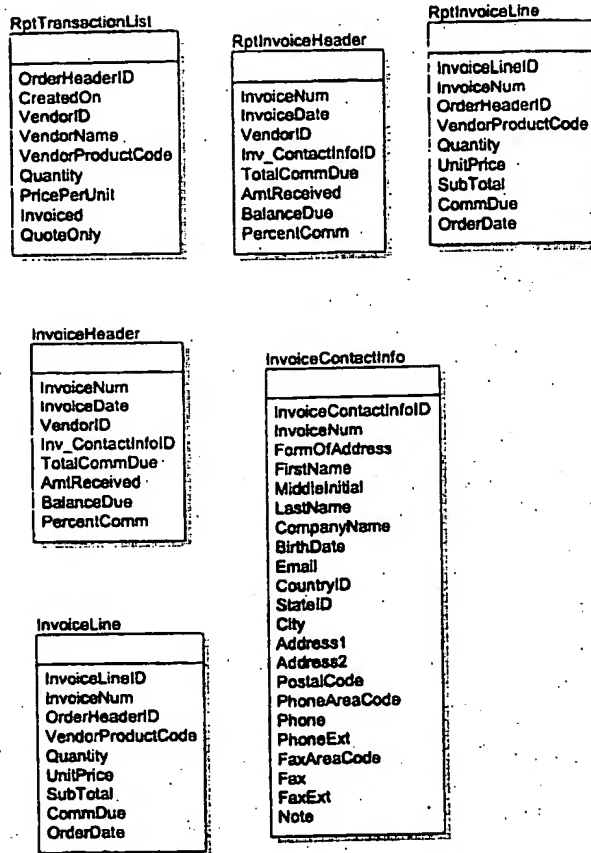 RptTransactionList
OrderHeaderID
CreatedOn
VendorID
VendorName
VendorProductCode
Quantity
PricePerUnit
Invoiced
QuoteOnly
RptInvoiceHeader
InvoiceNum
InvoiceDate
VendorID
Inv_ContactInfoID
TotalCommDue
AmtReceived
BalanceDue
PercentComm
RptInvoiceLine
InvoiceLineID
InvoiceNum
OrderHeaderID
VendorProductCode
Quantity
UnitPrice
SubTotal
CommDue
OrderDate
InvoiceHeader
InvoiceNum
InvoiceDate
VendorID
Inv_ContactInfoID
TotalCommDue
AmtReceived
BalanceDue
PercentComm
InvoiceContactInfo
InvoiceContactInfoID
InvoiceNum
FormOfAddress
FirstName
MiddleInitial
LastName
CompanyName
BirthDate
Email
CountryID
StateID
City
Address1
Address2
PostalCode
PhoneAreaCode
Phone
PhoneExt
FaxAreaCode
Fax
FaxExt
Note
InvoiceLine
InvoiceLineID
InvoiceNum
OrderHeaderID
VendorProductCode
Quantity
UnitPrice
SubTotal
CommDue
OrderDate